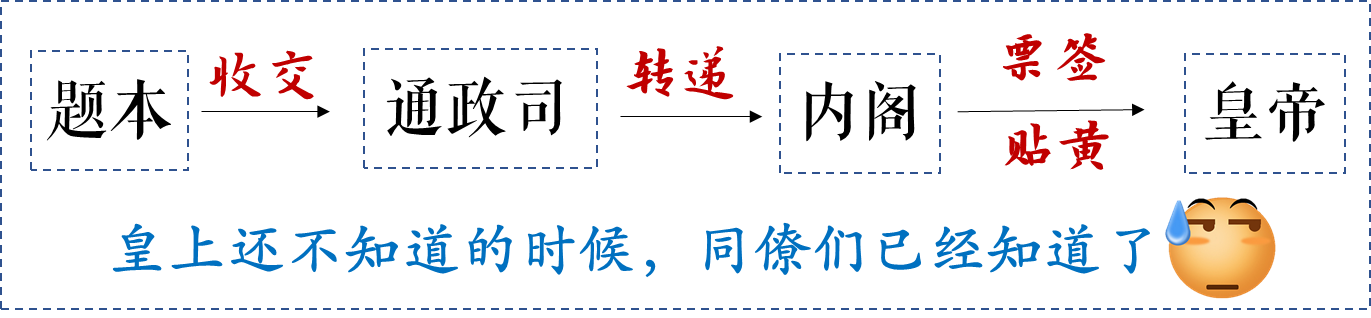 题本 收交 通政司 转递 内阁 票签 皇帝
贴黄
皇上还不知道的时候，同僚们已经知道了